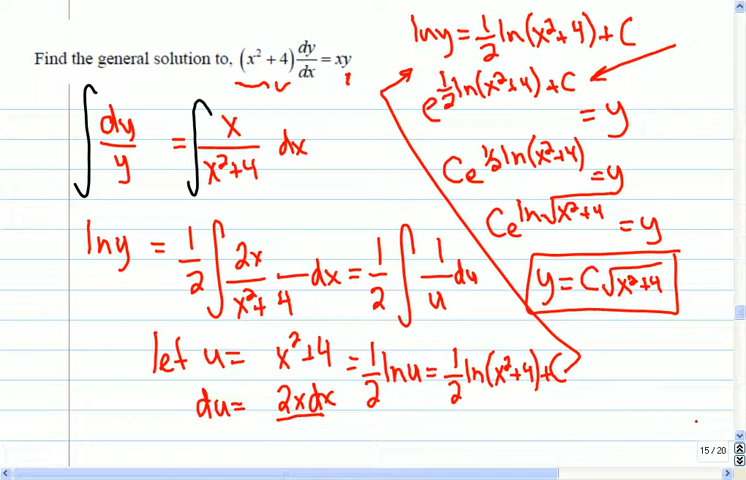 Find the general solution to, (x² + 4) dy/dx = xy
∫ dy/y = ∫ x/(x²+4) dx
ln y = 1/2 ∫ 2x/(x²+4) dx = 1/2 ∫ 1/u du
let u = x²+4 = 1/2 ln u = 1/2 ln(x²+4)+C
du = 2xdx
ln y = 1/2 ln(x²+4) + C
e^(1/2 ln(x²+4)+C) = y
Ce^(1/2 ln(x²+4)) = y
Ce^(ln√(x²+4)) = y
y = C√(x²+4)
15 / 20